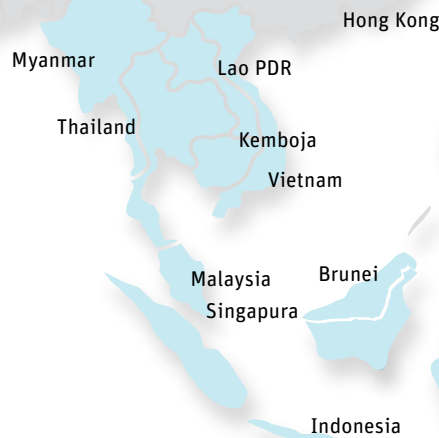 Hong Kong
Myanmar
Lao PDR
Thailand
Kemboja
Vietnam
Malaysia
Brunei
Singapura
Indonesia